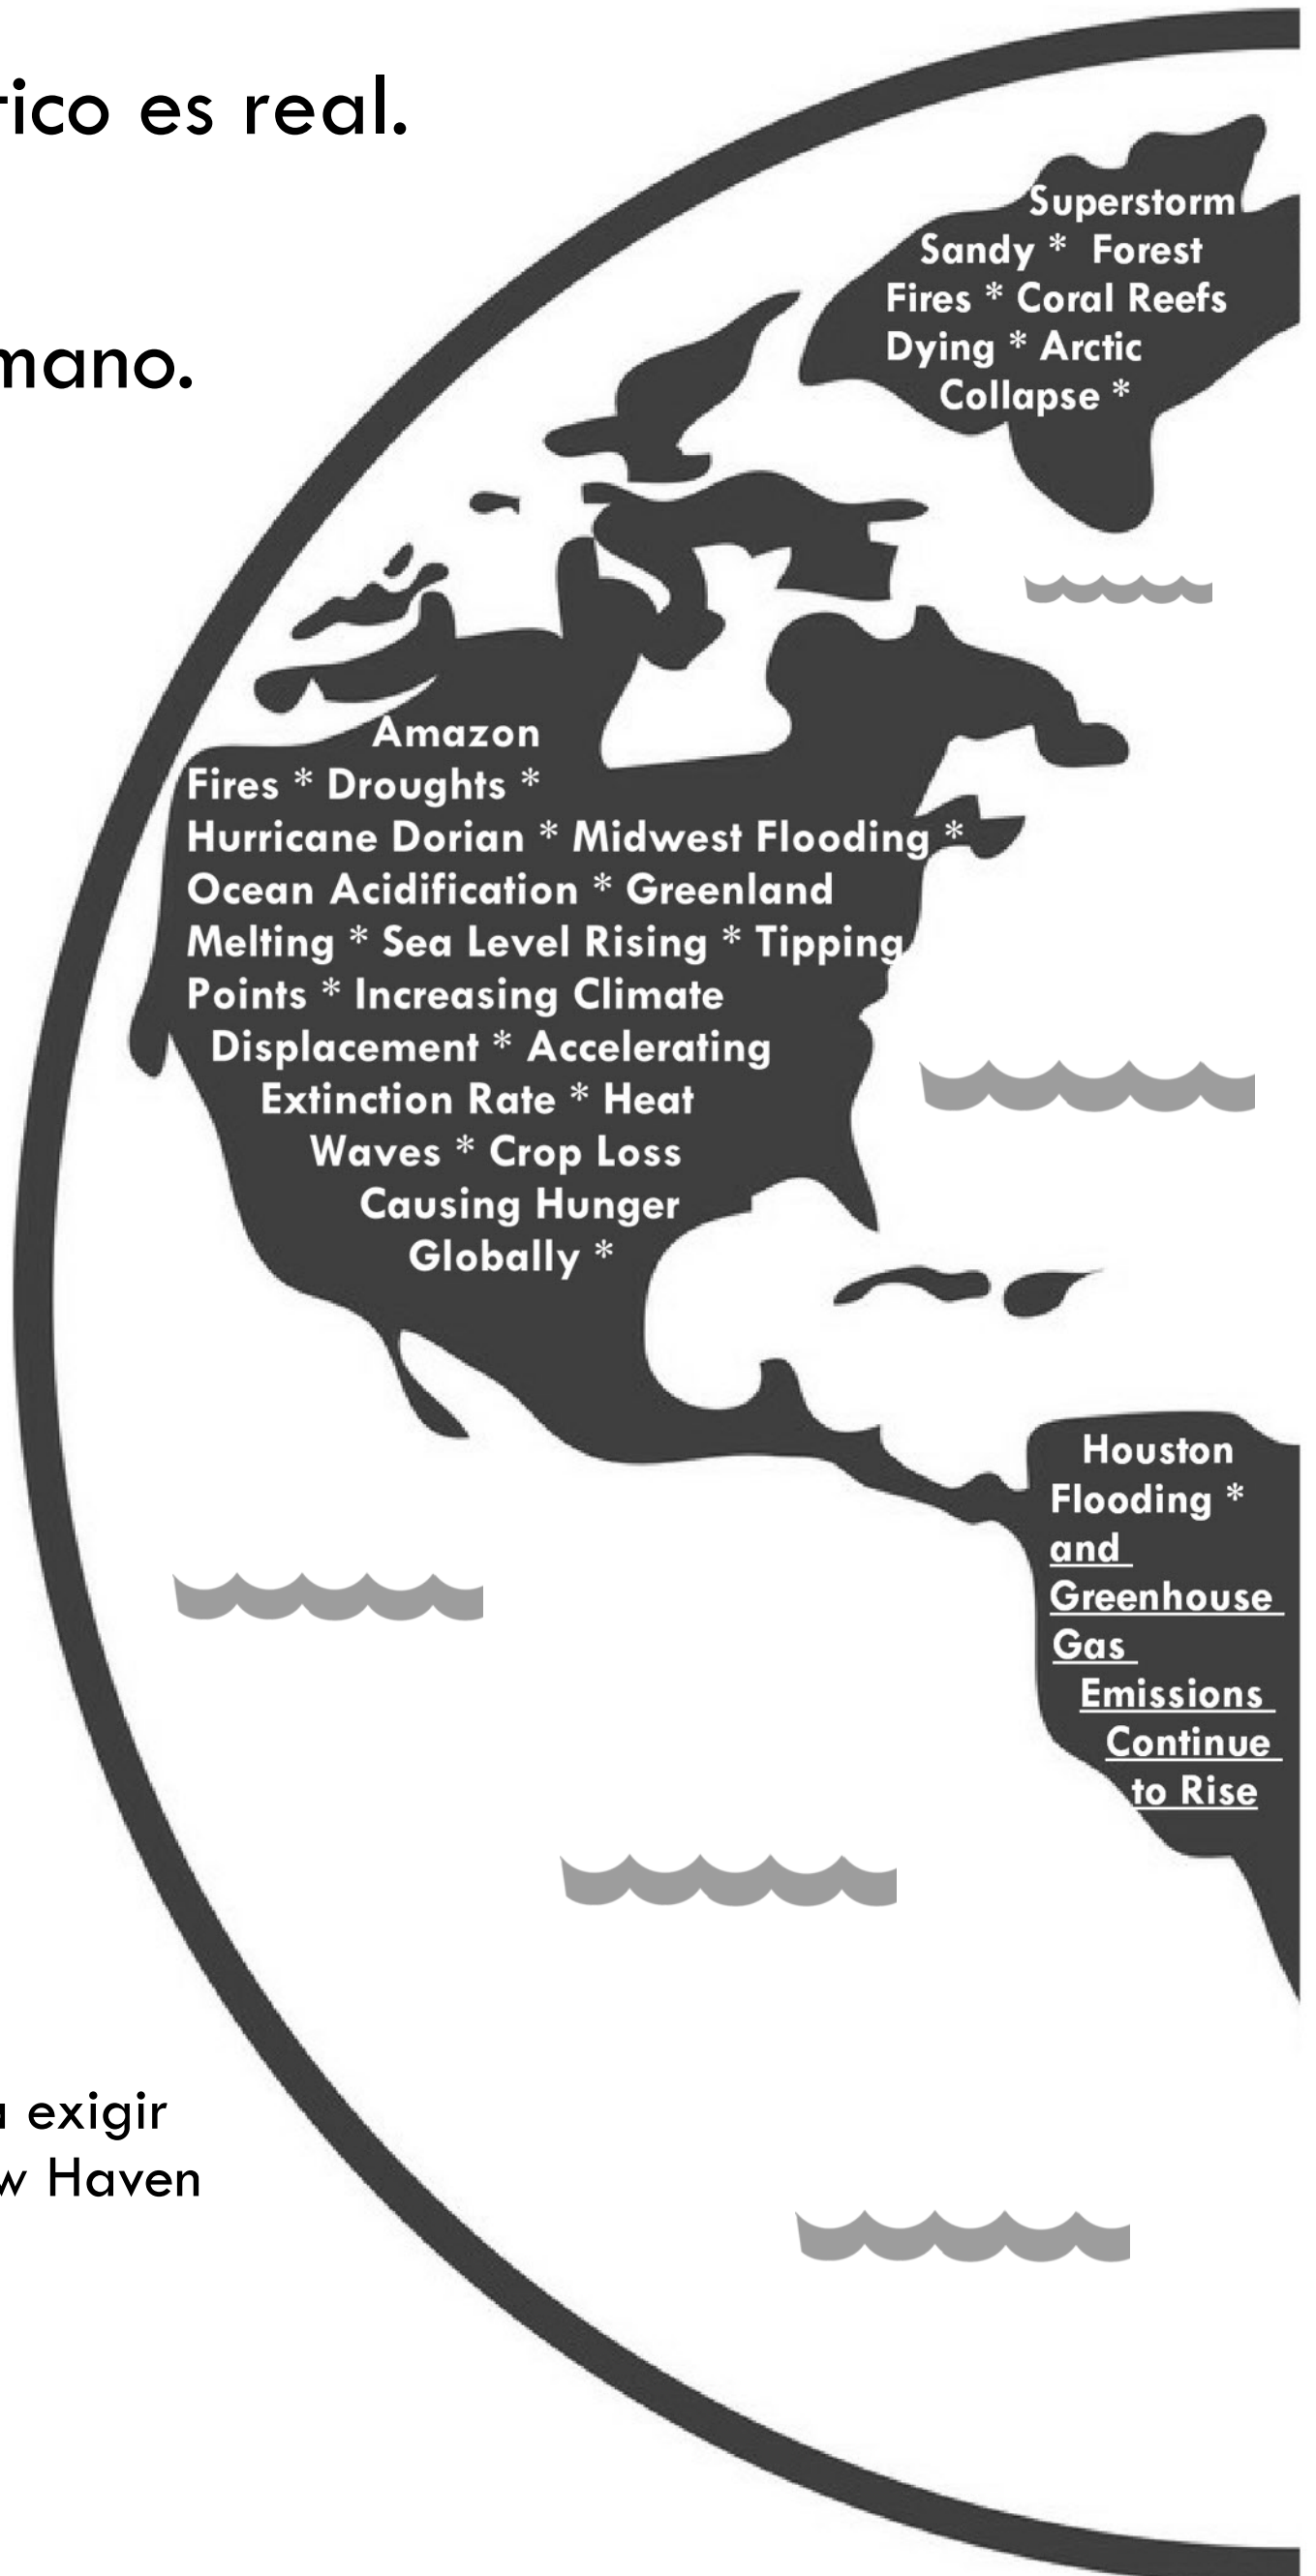 tico es real.
mano.
Superstorm
Sandy * Forest
Fires * Coral Reefs
Dying * Arctic
Collapse *
Amazon
Fires * Droughts *
Hurricane Dorian * Midwest Flooding *
Ocean Acidification * Greenland
Melting * Sea Level Rising * Tipping
Points * Increasing Climate
Displacement * Accelerating
Extinction Rate * Heat
Waves * Crop Loss
Causing Hunger
Globally *
Houston
Flooding *
and
Greenhouse
Gas
Emissions
Continue
to Rise
a exigir
w Haven